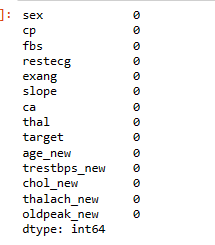 ]: sex 0
cp 0
fbs 0
restecg 0
exang 0
slope 0
ca 0
thal 0
target 0
age_new 0
trestbps_new 0
chol_new 0
thalach_new 0
oldpeak_new 0
dtype: int64